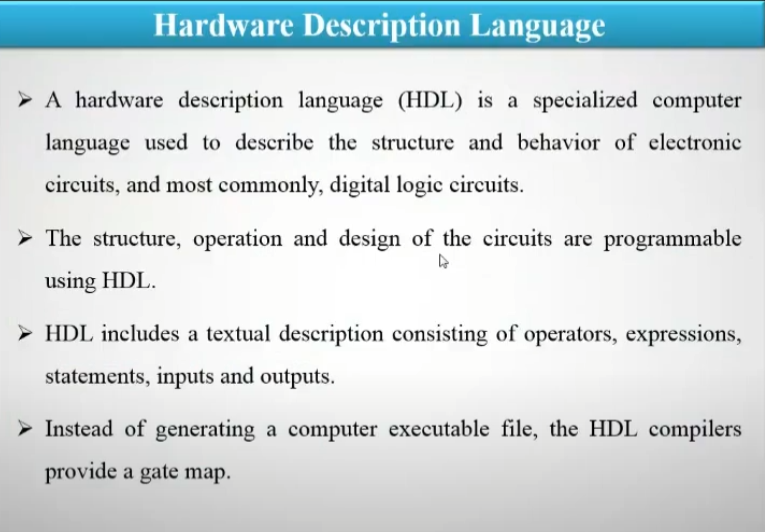 Hardware Description Language
➢ A hardware description language (HDL) is a specialized computer
language used to describe the structure and behavior of electronic
circuits, and most commonly, digital logic circuits.
➢ The structure, operation and design of the circuits are programmable
using HDL.
➢ HDL includes a textual description consisting of operators, expressions,
statements, inputs and outputs.
➢ Instead of generating a computer executable file, the HDL compilers
provide a gate map.